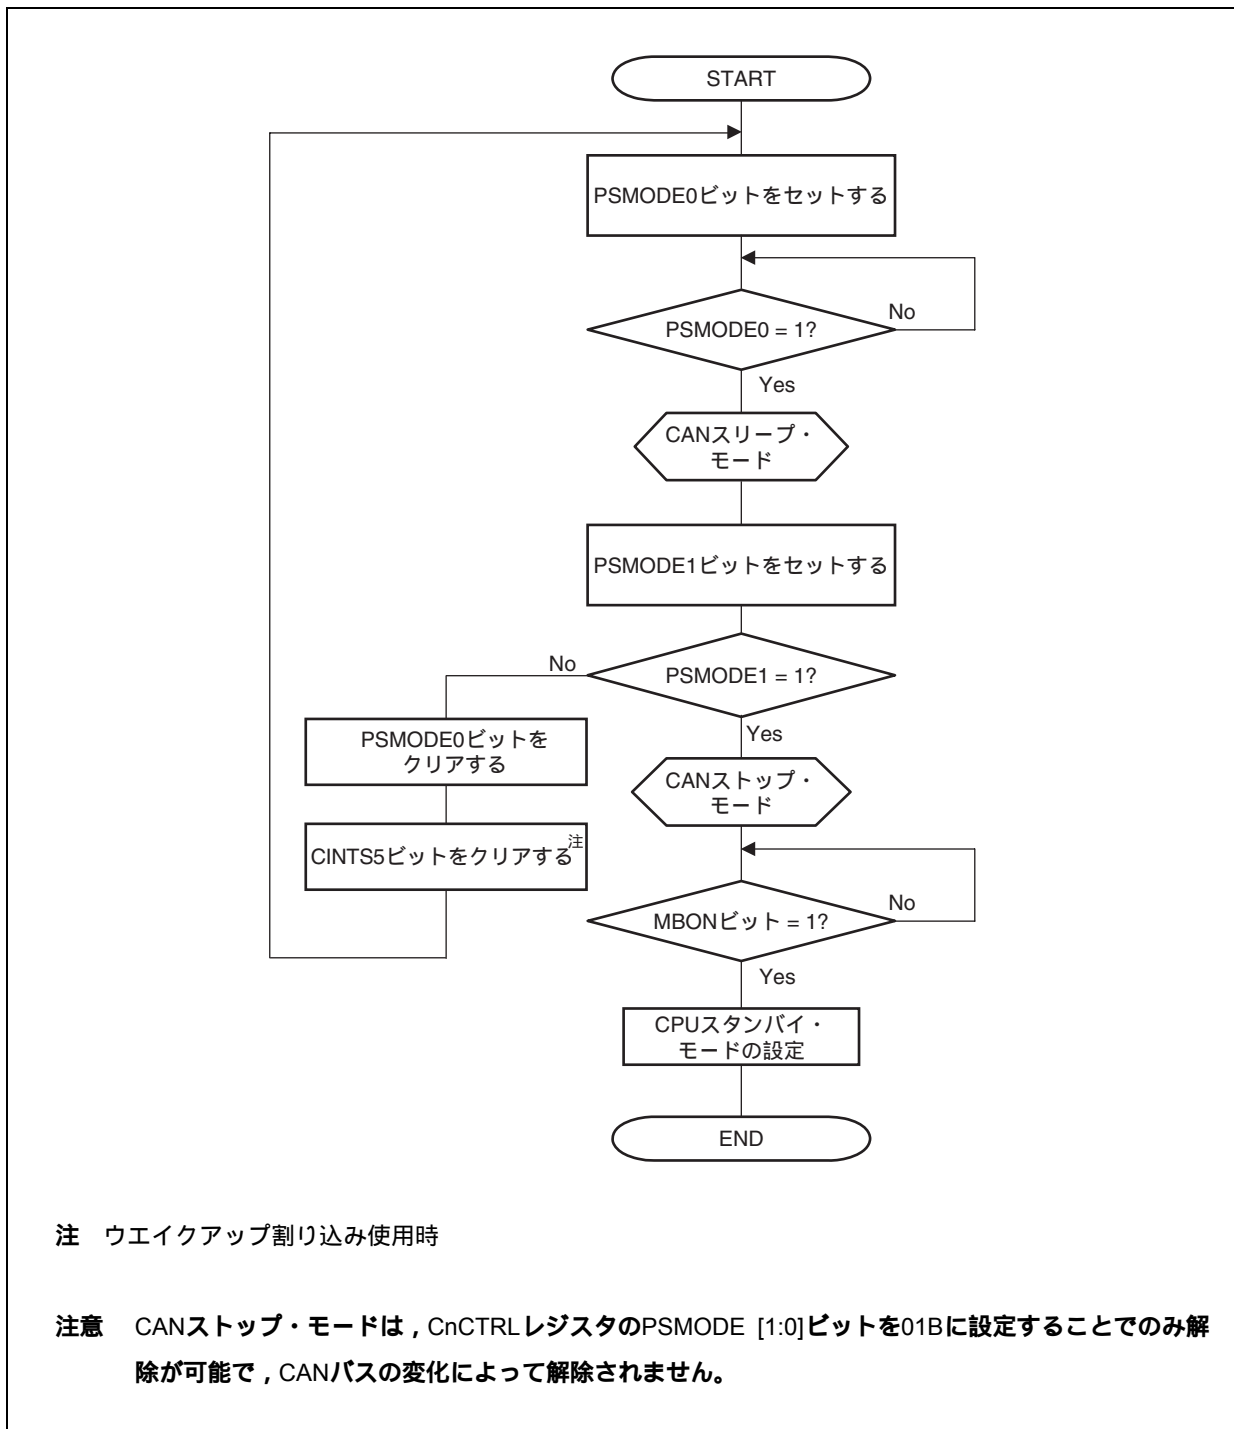 START
PSMODE0ビットをセットする
PSMODE0 = 1?
No
Yes
CANスリープ・
モード
PSMODE1ビットをセットする
PSMODE1 = 1?
No
Yes
PSMODE0ビットを
クリアする
CINTS5ビットをクリアする注
CANストップ・
モード
MBONビット = 1?
No
Yes
CPUスタンバイ・
モードの設定
END
注 ウエイクアップ割り込み使用時
注意 CANストップ・モードは，CnCTRLレジスタのPSMODE [1:0]ビットを01Bに設定することでのみ解
除が可能で，CANバスの変化によって解除されません。